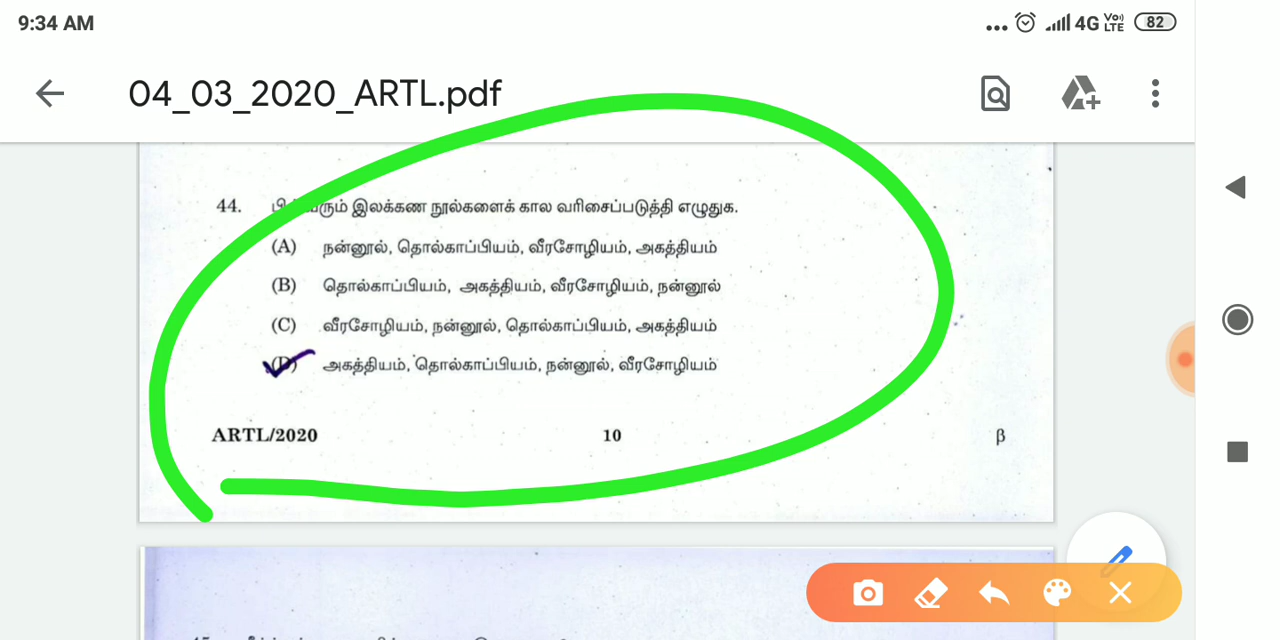 9:34 AM
4G VoLTE 82
04_03_2020_ARTL.pdf
44. இலக்கண நூல்களைக் கால வரிசைப்படுத்தி எழுதுக.
(A) நன்னூல், தொல்காப்பியம், வீரசோழியம், அகத்தியம்
(B) தொல்காப்பியம், அகத்தியம், வீரசோழியம், நன்னூல்
(C) வீரசோழியம், நன்னூல், தொல்காப்பியம், அகத்தியம்
(D) அகத்தியம், தொல்காப்பியம், நன்னூல், வீரசோழியம்
ARTL/2020 10 β